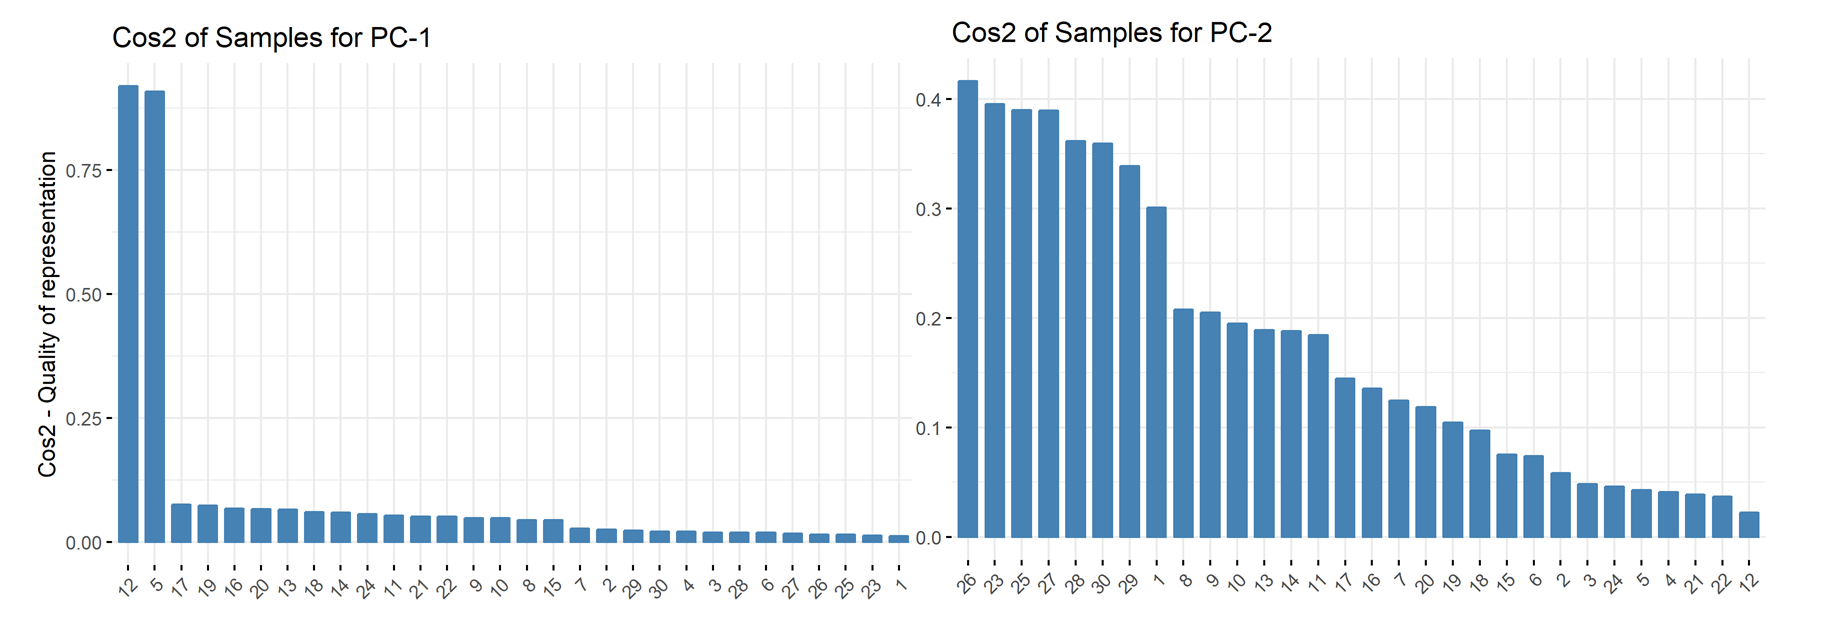 Cos2 of Samples for PC-1
Cos2 - Quality of representation
0.75
0.50
0.25
0.00
12 5 17 19 16 20 13 18 14 24 11 21 22 9 10 8 15 7 2 29 30 4 3 28 6 27 26 25 23 1
Cos2 of Samples for PC-2
0.4
0.3
0.2
0.1
0.0
26 23 25 27 28 30 29 1 8 9 10 13 14 11 17 16 7 20 19 18 15 6 2 3 24 5 4 21 22 12